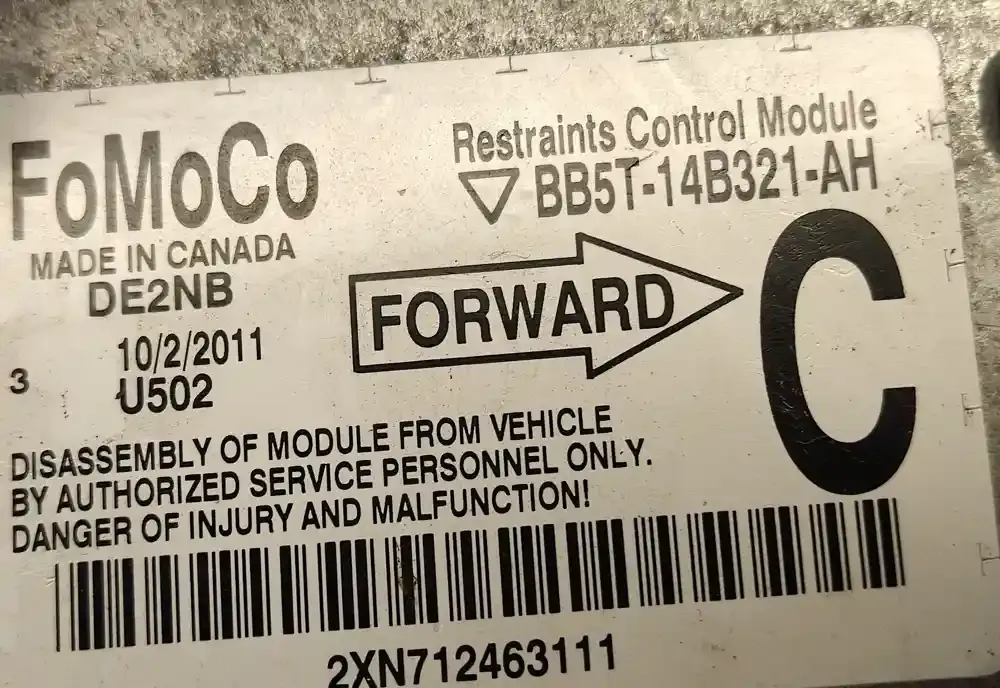 FoMoCo
MADE IN CANADA
DE2NB
3 10/2/2011
U502
Restraints Control Module
BB5T-14B321-AH
FORWARD
C
DISASSEMBLY OF MODULE FROM VEHICLE
BY AUTHORIZED SERVICE PERSONNEL ONLY.
DANGER OF INJURY AND MALFUNCTION!
2XN712463111